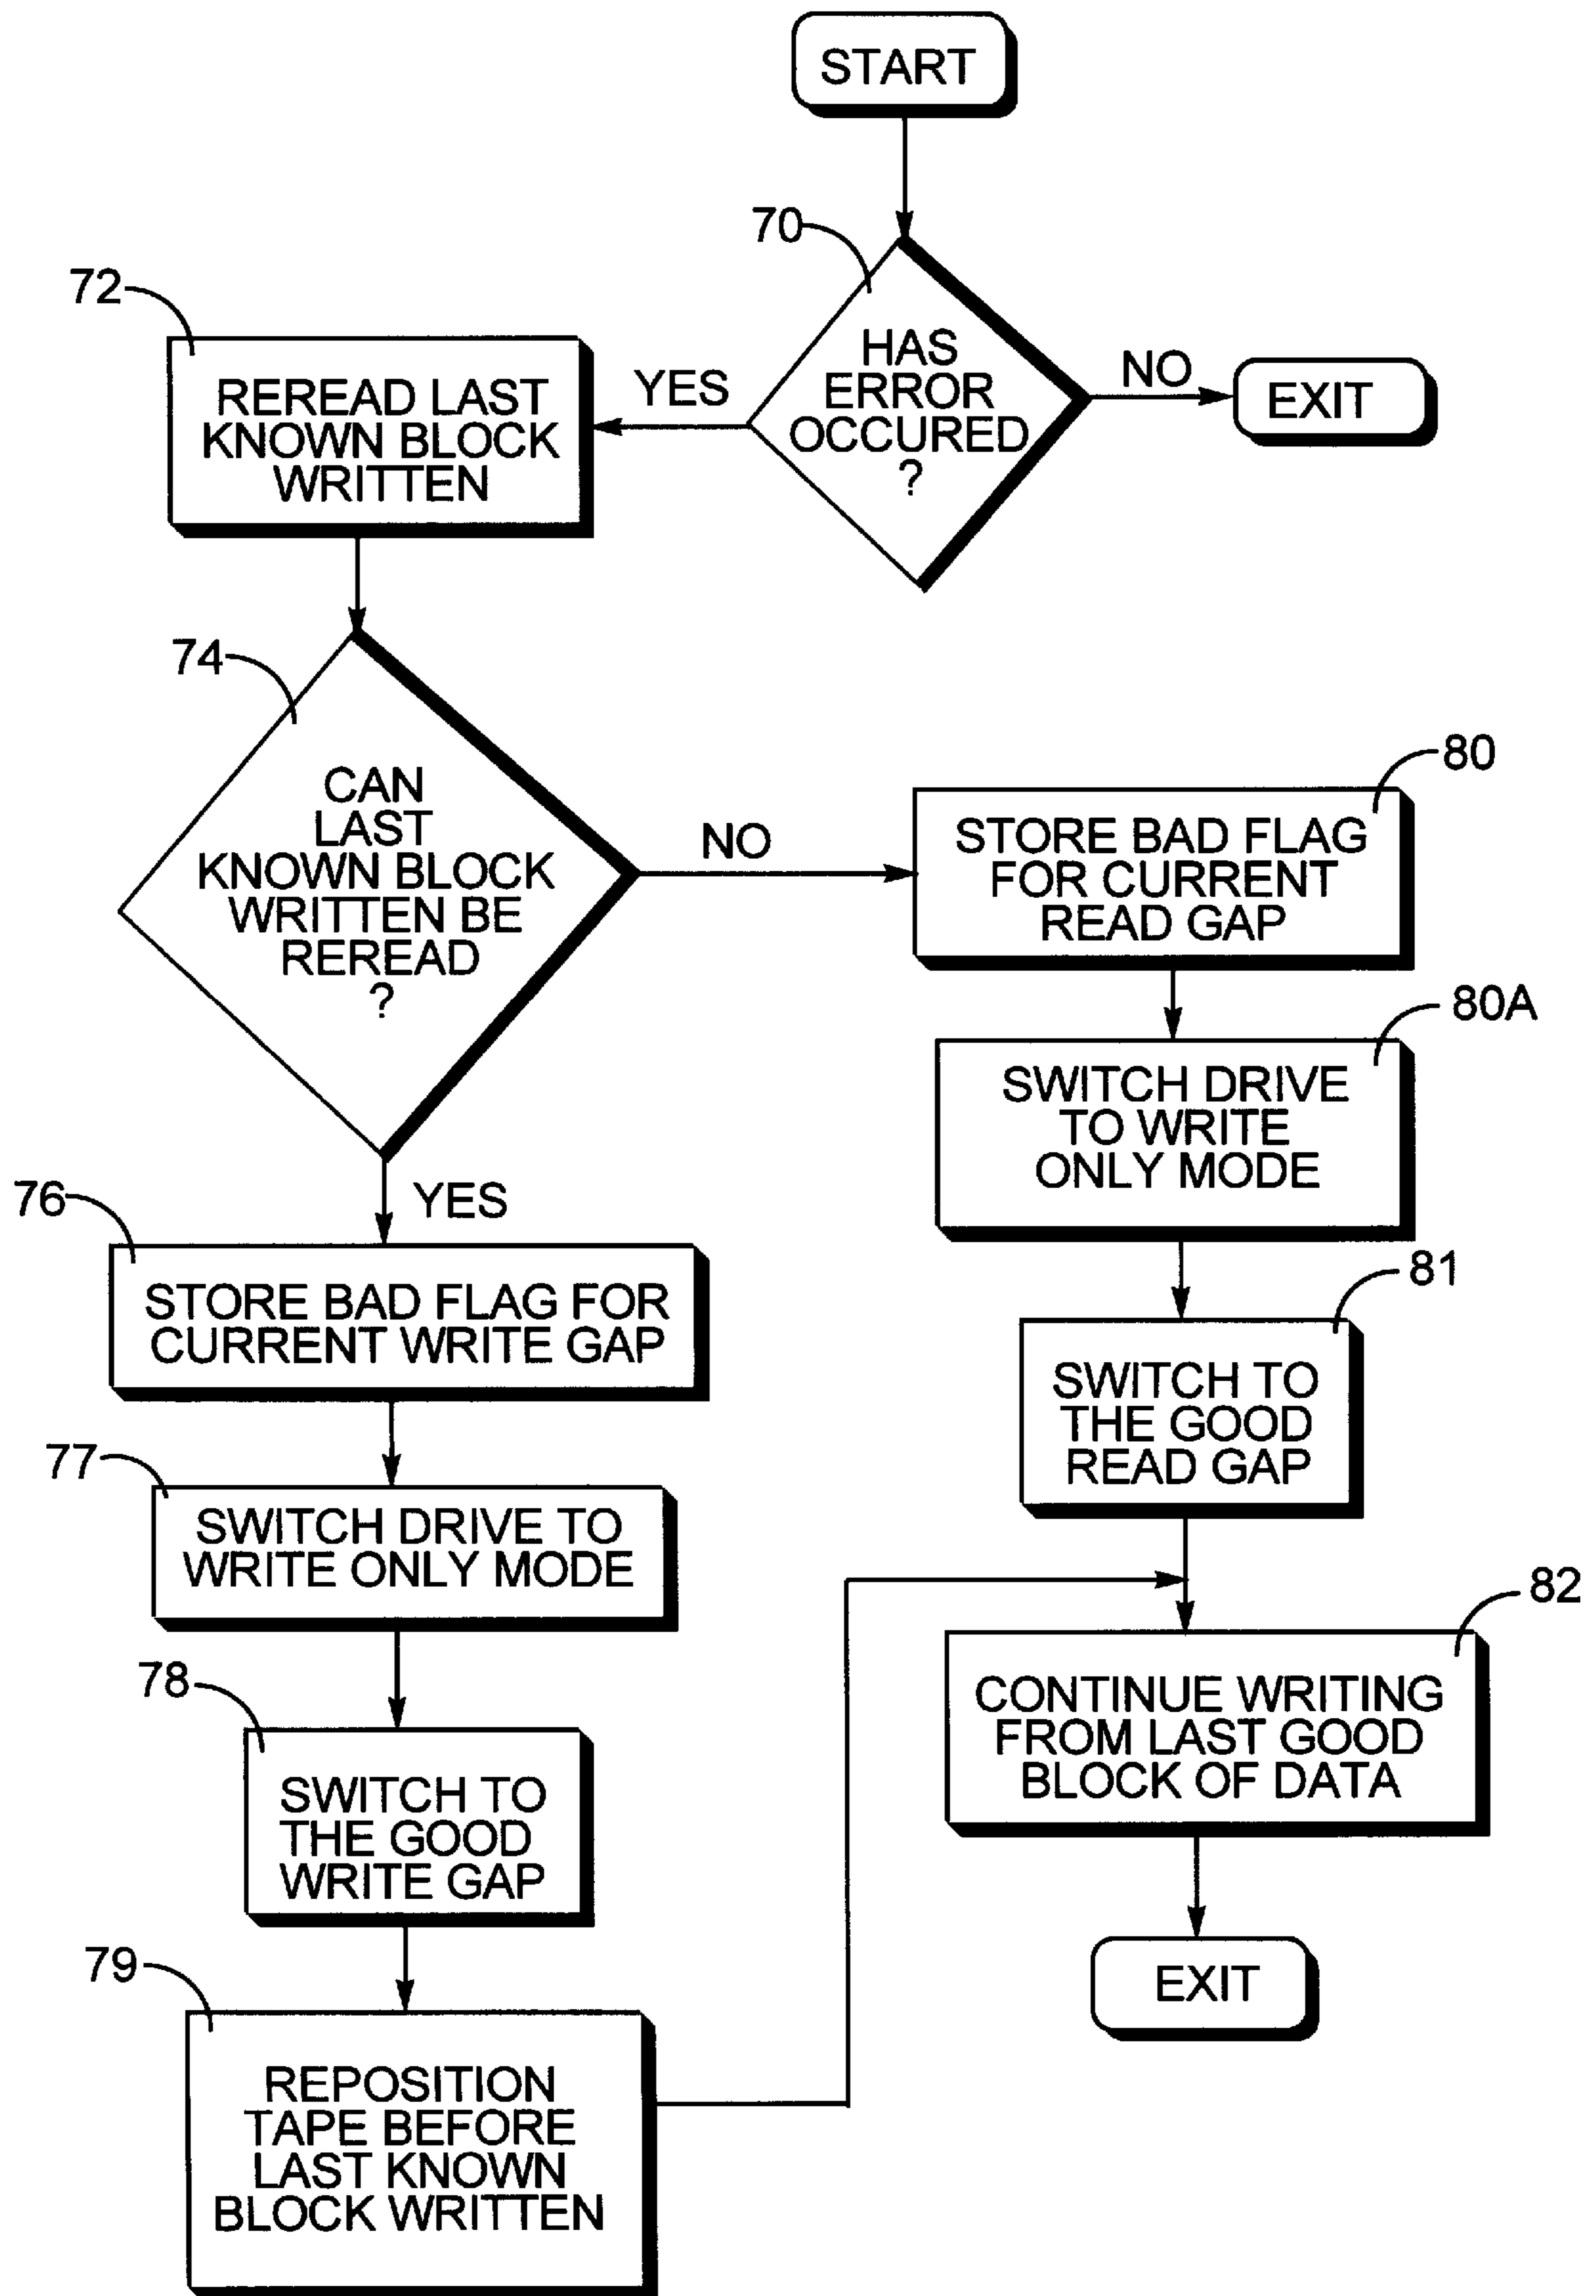 START
70
HAS
ERROR
OCCURED
?
NO
EXIT
YES
72
REREAD LAST
KNOWN BLOCK
WRITTEN
74
CAN
LAST
KNOWN BLOCK
WRITTEN BE
REREAD
?
NO
80
STORE BAD FLAG
FOR CURRENT
READ GAP
80A
SWITCH DRIVE
TO WRITE
ONLY MODE
81
SWITCH TO
THE GOOD
READ GAP
YES
76
STORE BAD FLAG FOR
CURRENT WRITE GAP
77
SWITCH DRIVE TO
WRITE ONLY MODE
78
SWITCH TO
THE GOOD
WRITE GAP
79
REPOSITION
TAPE BEFORE
LAST KNOWN
BLOCK WRITTEN
82
CONTINUE WRITING
FROM LAST GOOD
BLOCK OF DATA
EXIT